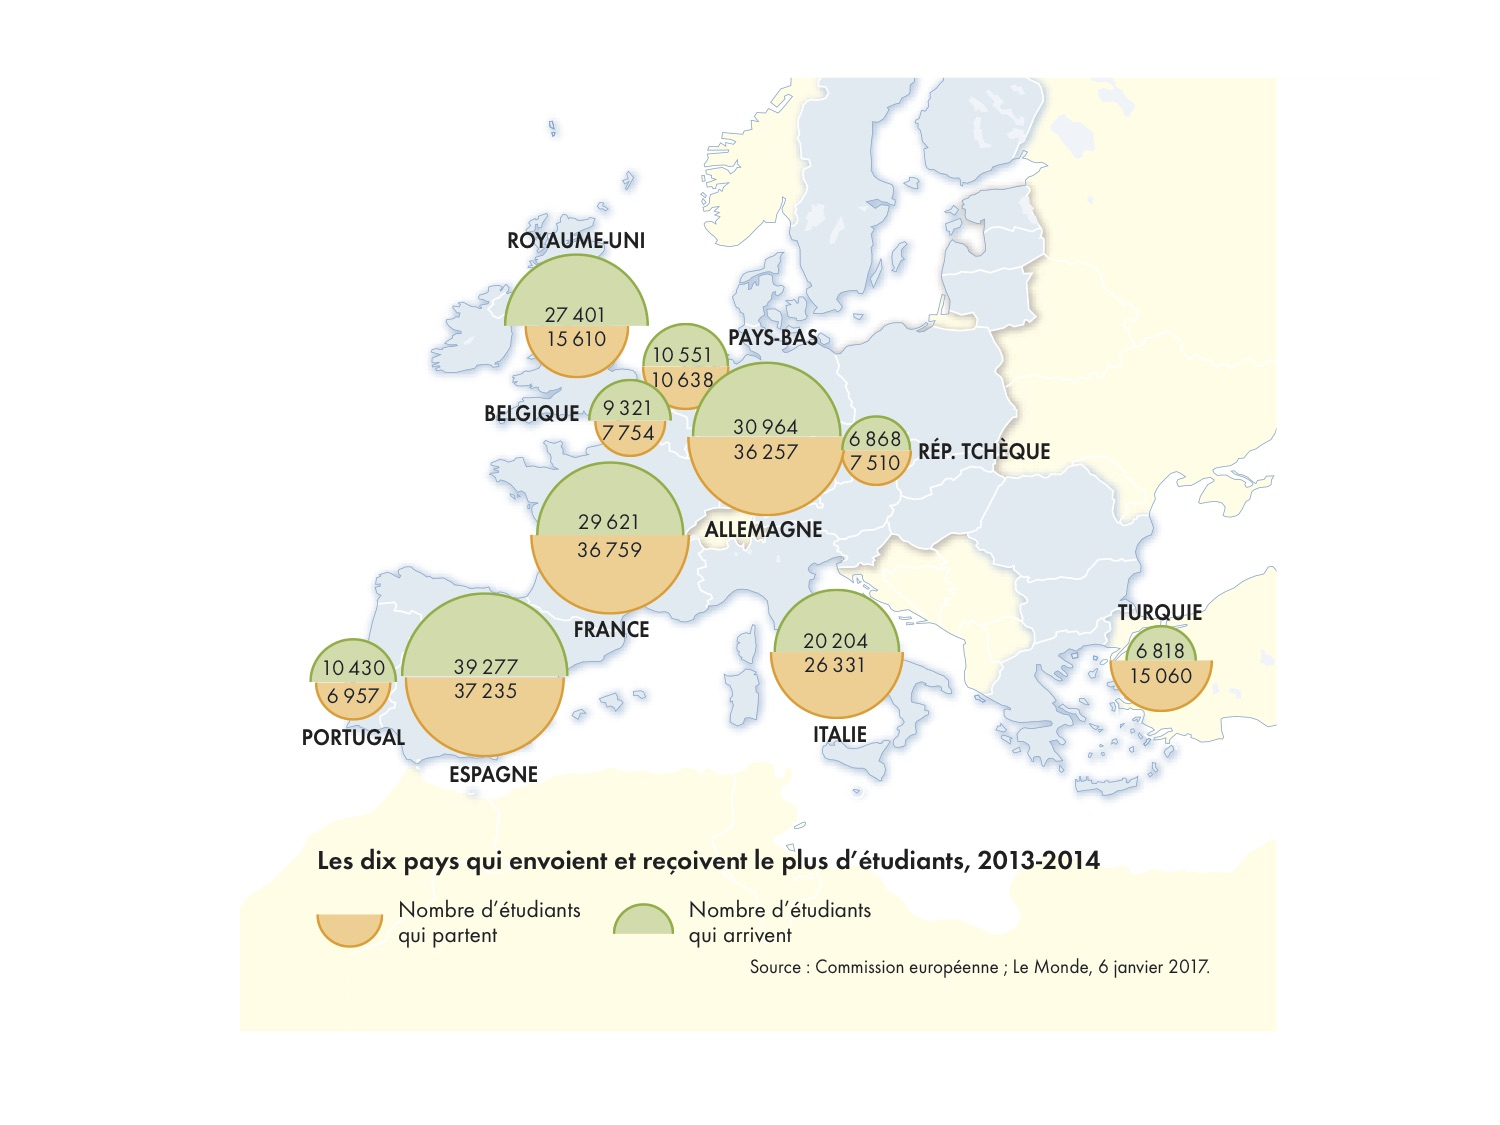 ROYAUME-UNI
27 401
15 610
PAYS-BAS
10 551
10 638
BELGIQUE
9 321
7 754
30 964
36 257
ALLEMAGNE
6 868
7 510
RÉP. TCHÈQUE
29 621
36 759
FRANCE
10 430
6 957
PORTUGAL
39 277
37 235
ESPAGNE
20 204
26 331
ITALIE
TURQUIE
6 818
15 060
Les dix pays qui envoient et reçoivent le plus d’étudiants, 2013-2014
Nombre d’étudiants
qui partent
Nombre d’étudiants
qui arrivent
Source : Commission européenne ; Le Monde, 6 janvier 2017.